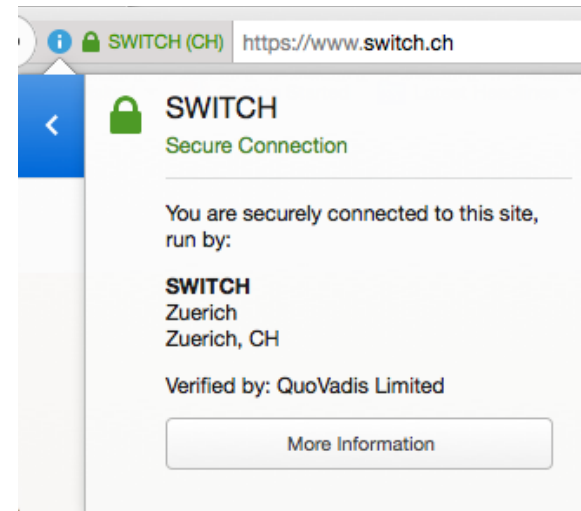 SWITCH (CH) https://www.switch.ch
SWITCH
Secure Connection
You are securely connected to this site,
run by:
SWITCH
Zuerich
Zuerich, CH
Verified by: QuoVadis Limited
More Information